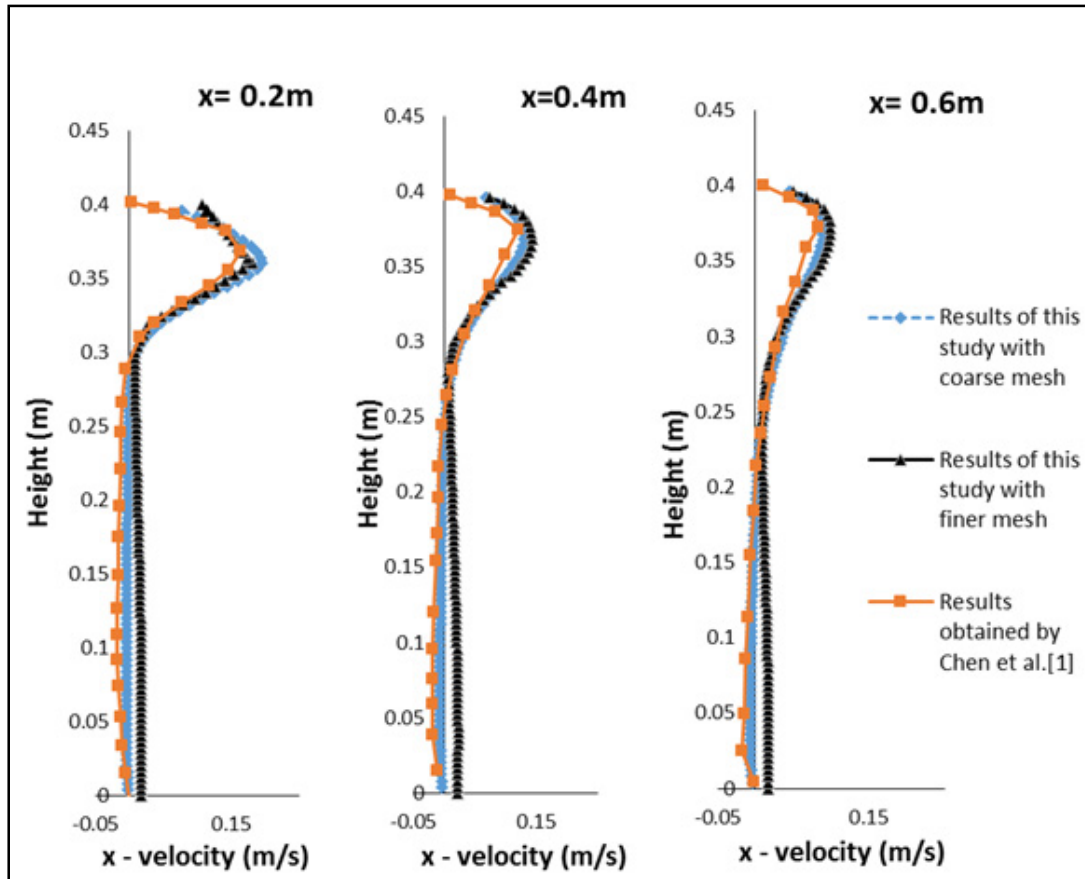 x= 0.2m
0.45
0.4
0.35
0.3
0.25
0.2
0.15
0.1
0.05
0
-0.05
0.15
Height (m)
x - velocity (m/s)
x=0.4m
0.45
0.4
0.35
0.3
0.25
0.2
0.15
0.1
0.05
0
-0.05
0.15
Height (m)
x - velocity (m/s)
x= 0.6m
0.45
0.4
0.35
0.3
0.25
0.2
0.15
0.1
0.05
0
-0.05
0.15
Height (m)
x - velocity (m/s)
Results of this
study with
coarse mesh
Results of this
study with
finer mesh
Results
obtained by
Chen et al.[1]